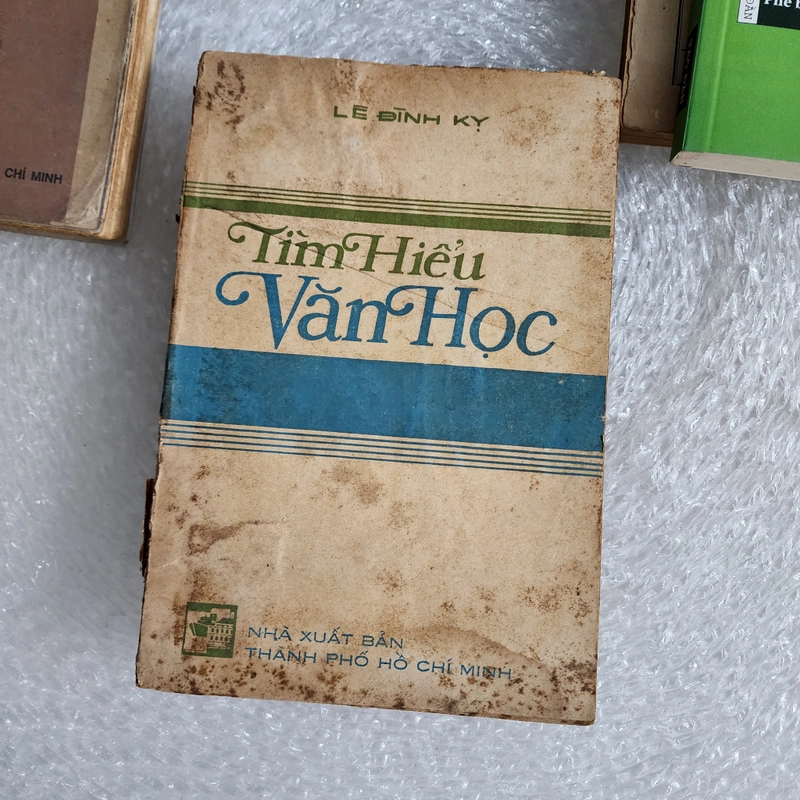 LÊ ĐÌNH KỴ
Tìm Hiểu
Văn Học
NHÀ XUẤT BẢN
THÀNH PHỐ HỒ CHÍ MINH
CHÍ MINH